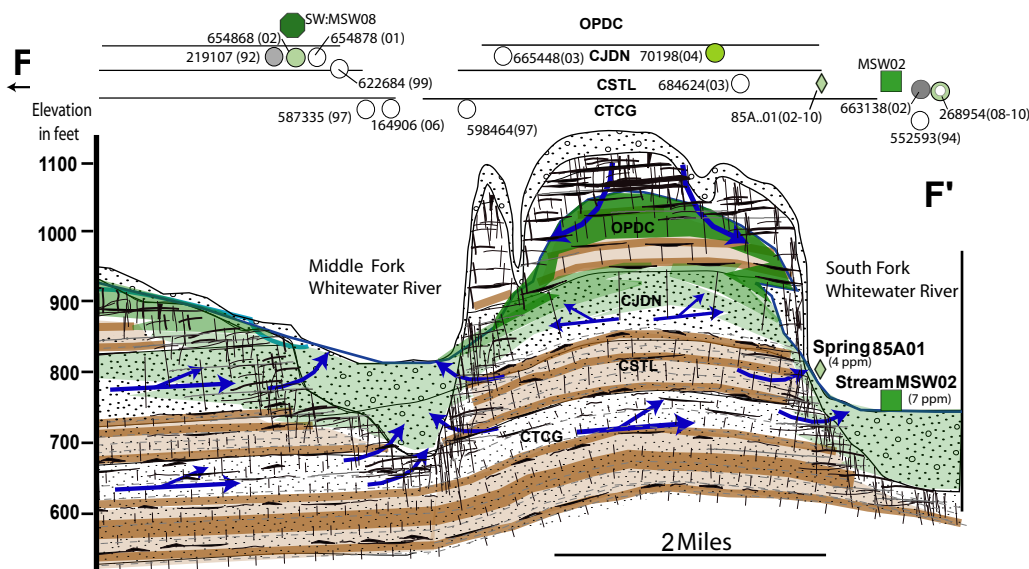 SW:MSW08
OPDC
654868 (02)
654878 (01)
F
219107 (92)
665448(03)
CJDN
70198(04)
MSW02
622684 (99)
CSTL
684624(03)
Elevation
in feet
587335 (97)
164906 (06)
598464(97)
CTCG
85A..01(02-10)
663138(02)
268954(08-10)
552593(94)
1100
F'
1000
OPDC
Middle Fork
Whitewater River
South Fork
Whitewater River
900
CJDN
800
CSTL
Spring 85A01
(4 ppm)
Stream MSW02
(7 ppm)
700
CTCG
600
2 Miles